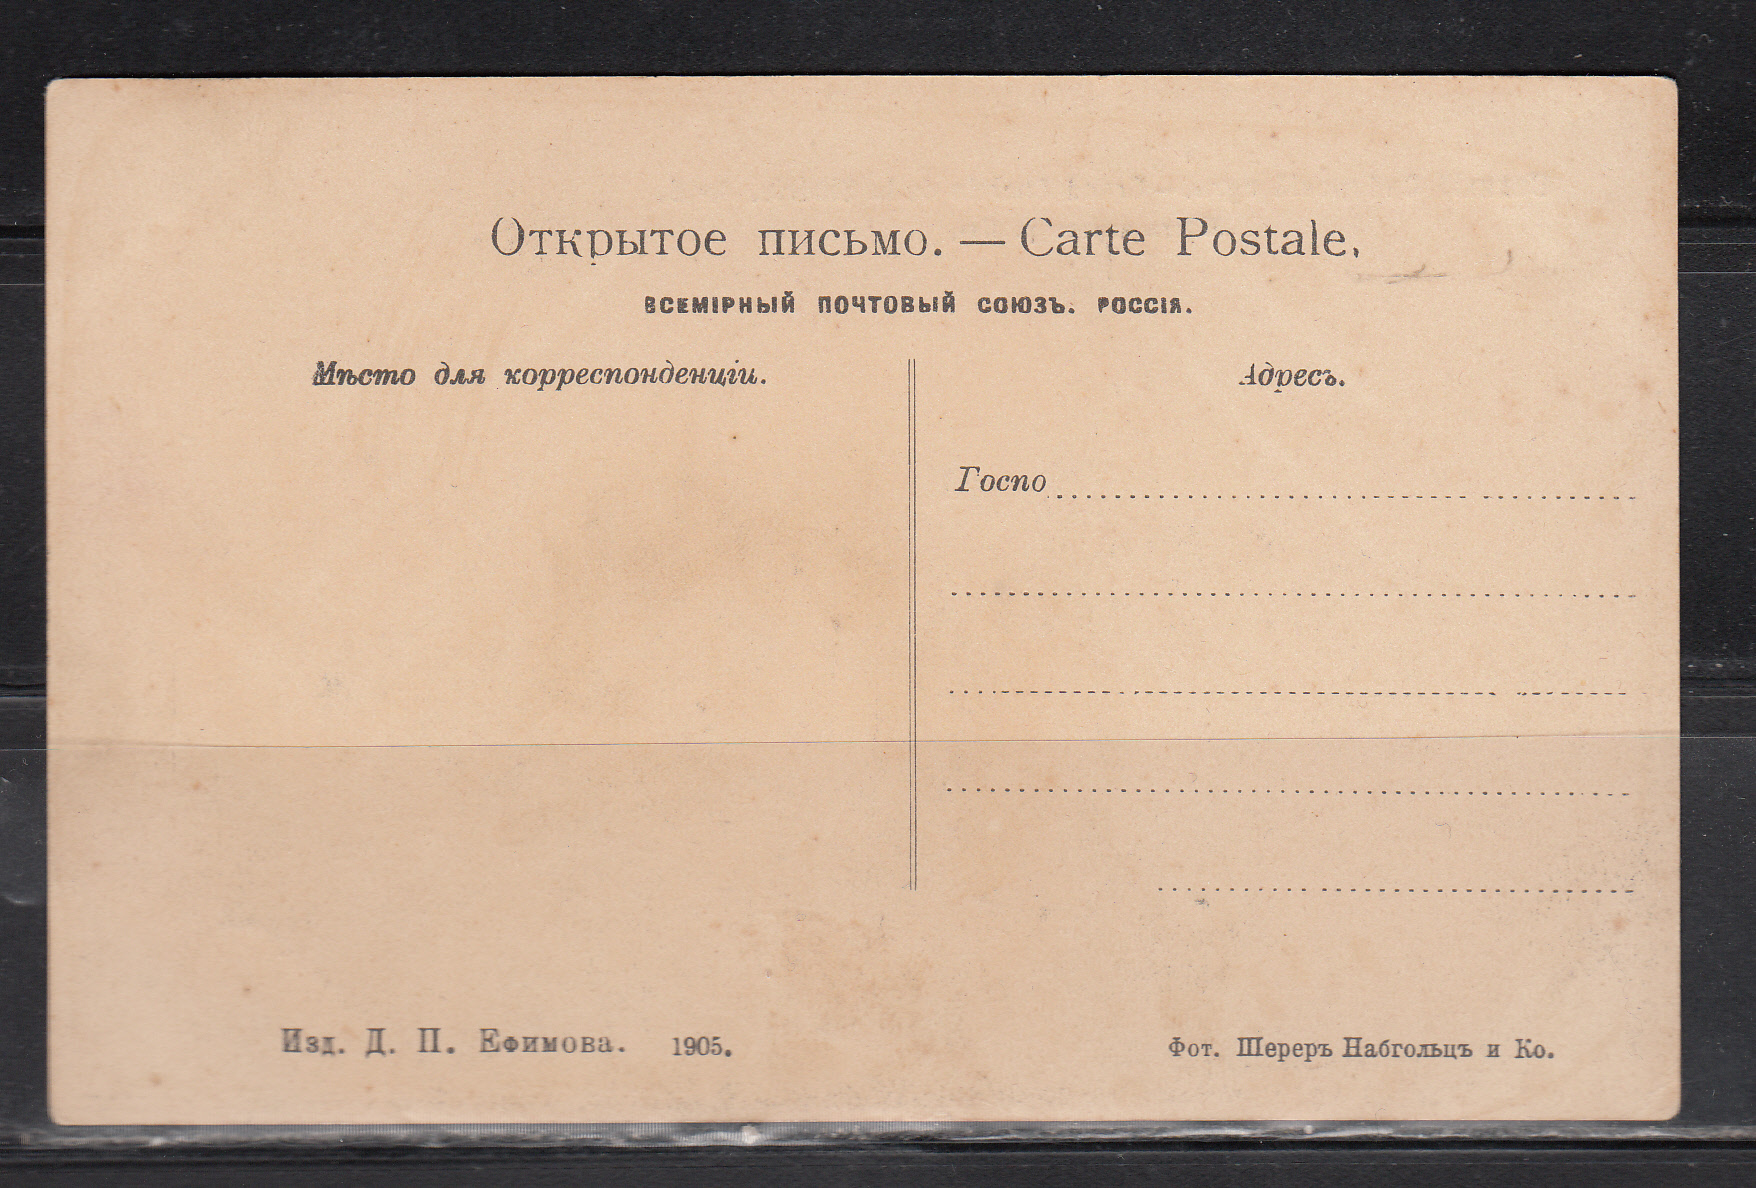 Открытое письмо. — Carte Postale.
ВСЕМІРНЫЙ ПОЧТОВЫЙ СОЮЗЪ. РОССІЯ.
Мѣсто для корреспонденціи.
Адресъ.
Госпо
Изд. Д. П. Ефимова. 1905.
Фот. Шереръ Набгольцъ и Ко.